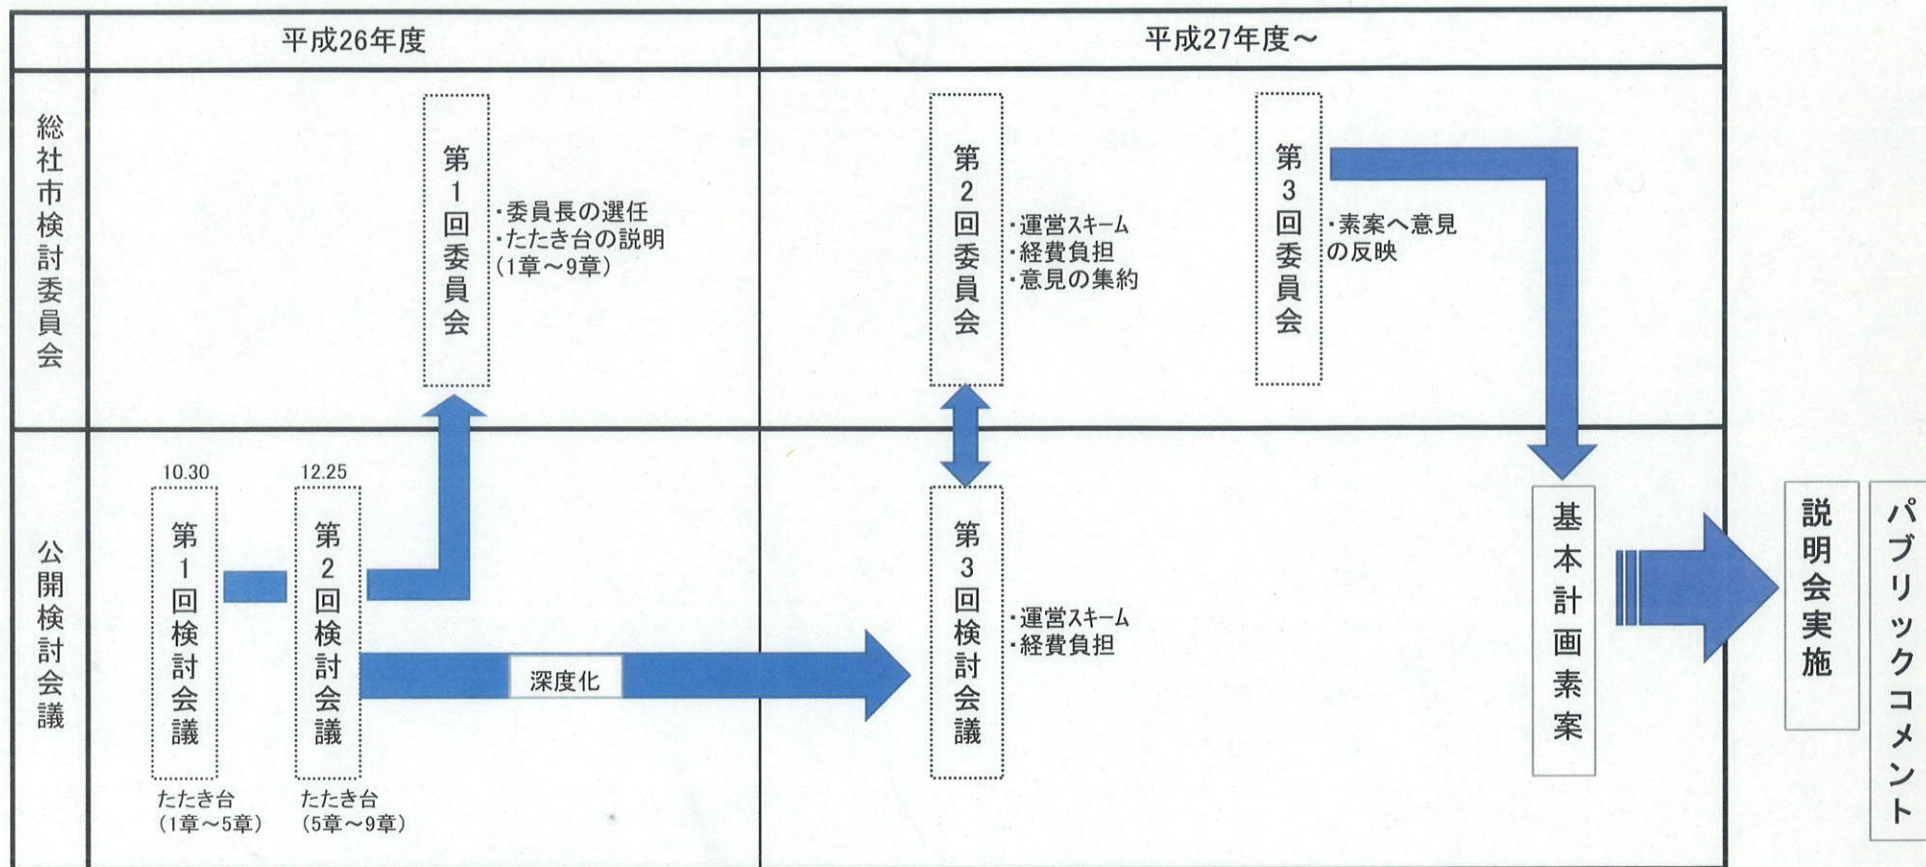 平成26年度
平成27年度～
総社市検討委員会
第1回委員会
・委員長の選任
・たたき台の説明
(1章～9章)
第2回委員会
・運営スキーム
・経費負担
・意見の集約
第3回委員会
・素案へ意見
の反映
公開検討会議
10.30
第1回検討会議
たたき台
(1章～5章)
12.25
第2回検討会議
たたき台
(5章～9章)
深度化
第3回検討会議
・運営スキーム
・経費負担
基本計画素案
説明会実施
パブリックコメント